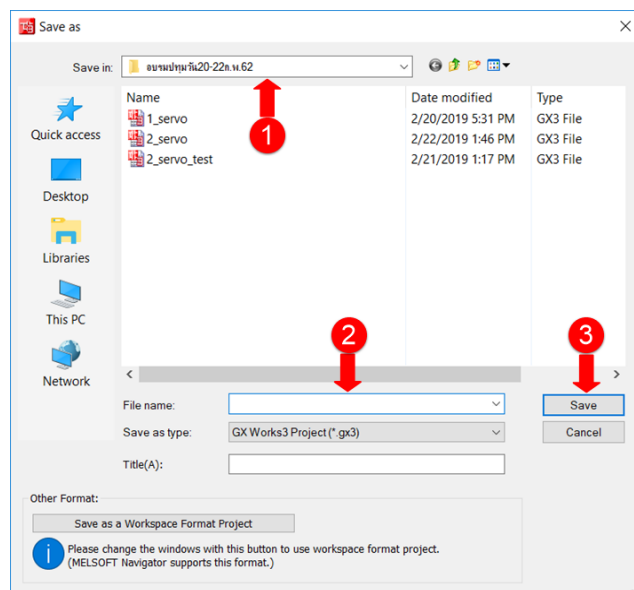 Save as
Save in:
อบรมปทุมวัน20-22ก.พ.62
1
Name
Date modified
Type
1_servo
2/20/2019 5:31 PM
GX3 File
2_servo
2/22/2019 1:46 PM
GX3 File
2_servo_test
2/21/2019 1:17 PM
GX3 File
Quick access
Desktop
Libraries
This PC
Network
2
3
File name:
Save
Save as type:
GX Works3 Project (*.gx3)
Cancel
Title(A):
Other Format:
Save as a Workspace Format Project
Please change the windows with this button to use workspace format project.
(MELSOFT Navigator supports this format.)